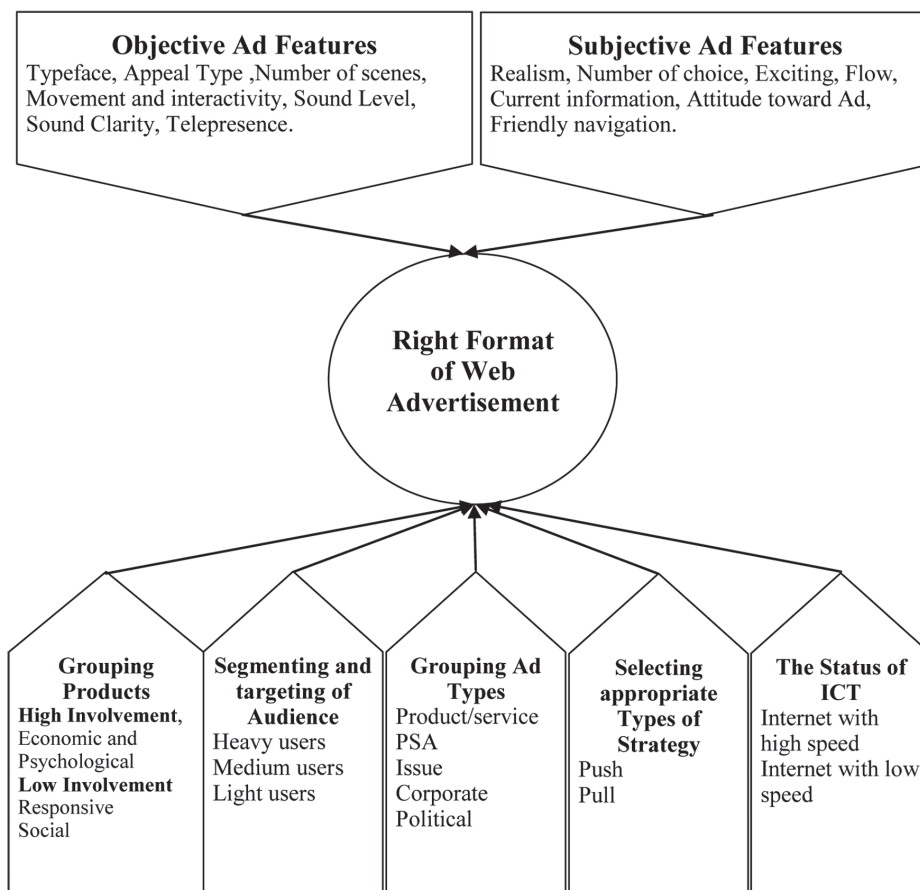 Objective Ad Features
Typeface, Appeal Type ,Number of scenes,
Movement and interactivity, Sound Level,
Sound Clarity, Telepresence.
Subjective Ad Features
Realism, Number of choice, Exciting, Flow,
Current information, Attitude toward Ad,
Friendly navigation.
Right Format
of Web
Advertisement
Grouping
Products
High Involvement,
Economic and
Psychological
Low Involvement
Responsive
Social
Segmenting and
targeting of
Audience
Heavy users
Medium users
Light users
Grouping Ad
Types
Product/service
PSA
Issue
Corporate
Political
Selecting
appropriate
Types of
Strategy
Push
Pull
The Status of
ICT
Internet with
high speed
Internet with low
speed